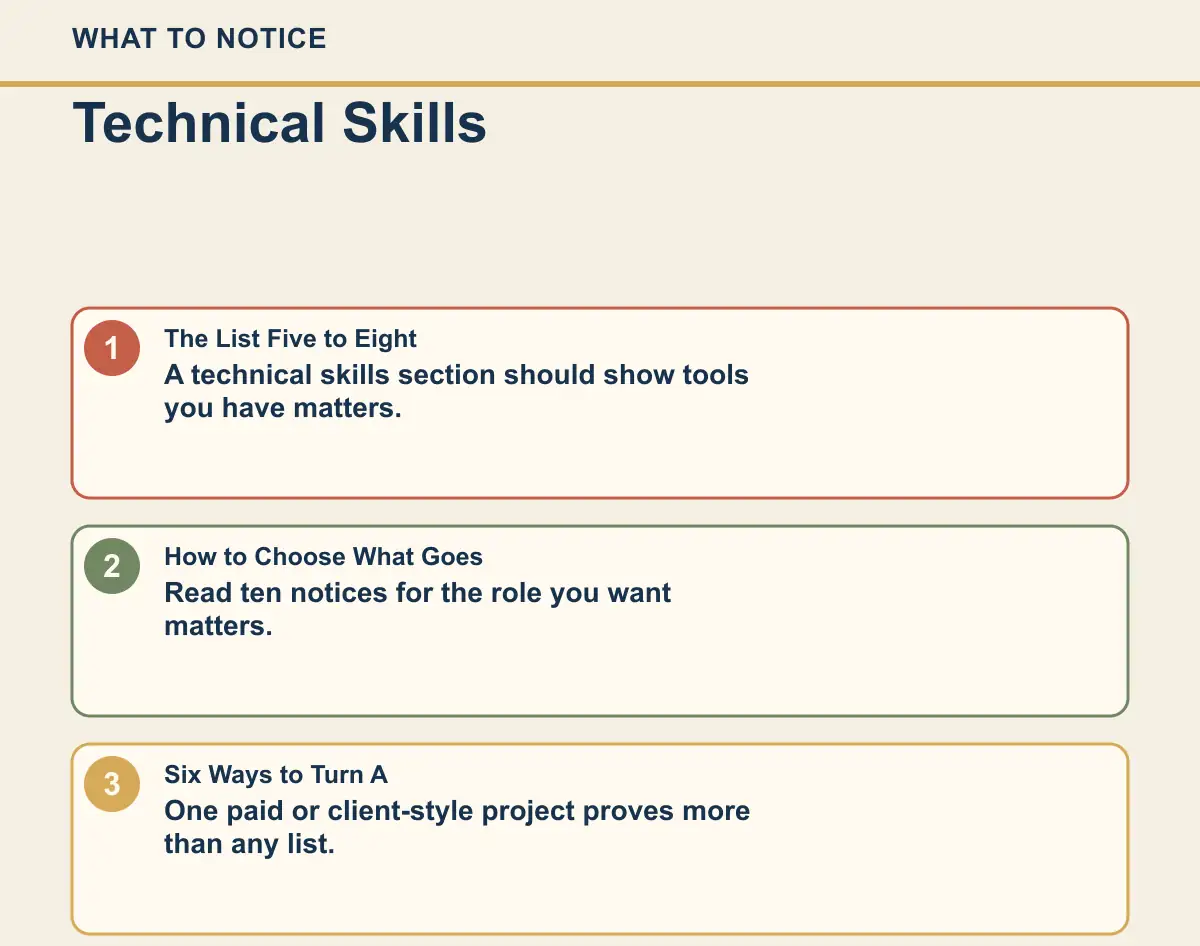 WHAT TO NOTICE
Technical Skills
1
The List Five to Eight
A technical skills section should show tools
you have matters.
2
How to Choose What Goes
Read ten notices for the role you want
matters.
3
Six Ways to Turn A
One paid or client-style project proves more
than any list.